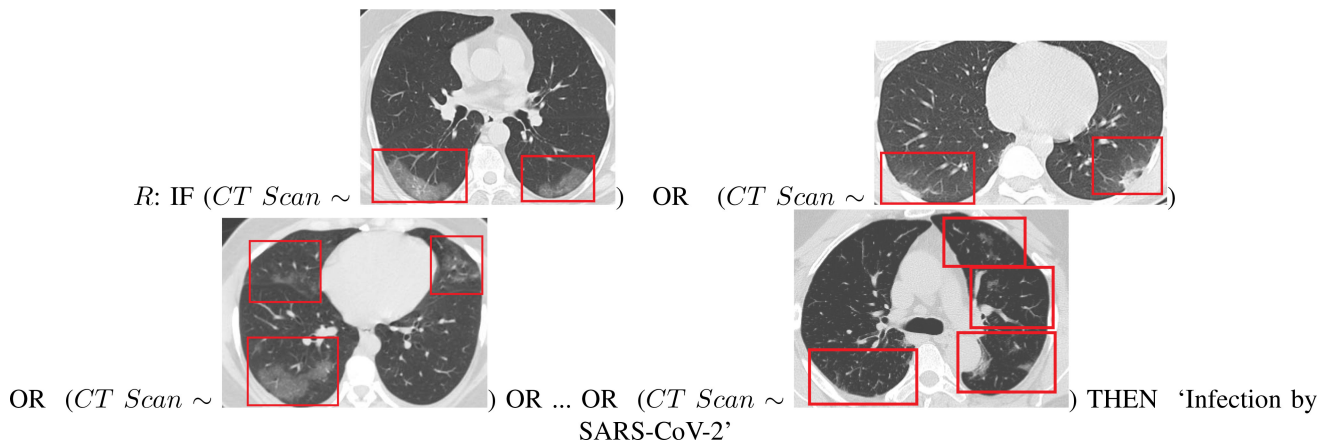 R: IF (CT Scan ∼ ) OR (CT Scan ∼ )
OR (CT Scan ∼ ) OR ... OR (CT Scan ∼ ) THEN ‘Infection by
SARS-CoV-2’